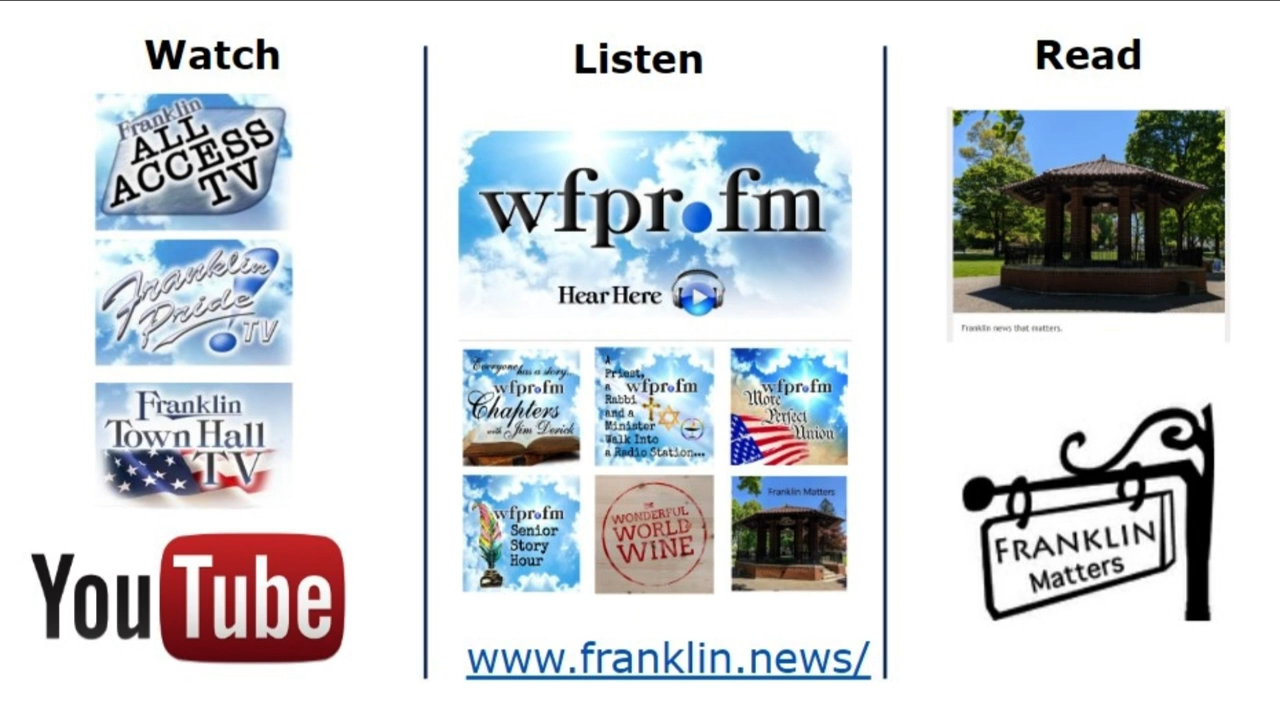 Watch
Franklin
ALL
ACCESS
TV
Franklin
Pride
TV
Franklin
Town Hall
TV
YouTube
Listen
wfpr.fm
Hear Here
Everyone has a story...
wfpr.fm
Chapters
with Jim Derick
A
Priest,
a wfpr.fm
Rabbi
and a
Minister
Walk Into
a Radio Station...
wfpr.fm
More
Perfect
Union
wfpr.fm
Senior
Story
Hour
THE
WONDERFUL
WORLD
WINE
Franklin Matters
www.franklin.news/
Read
Franklin news that matters.
FRANKLIN
Matters